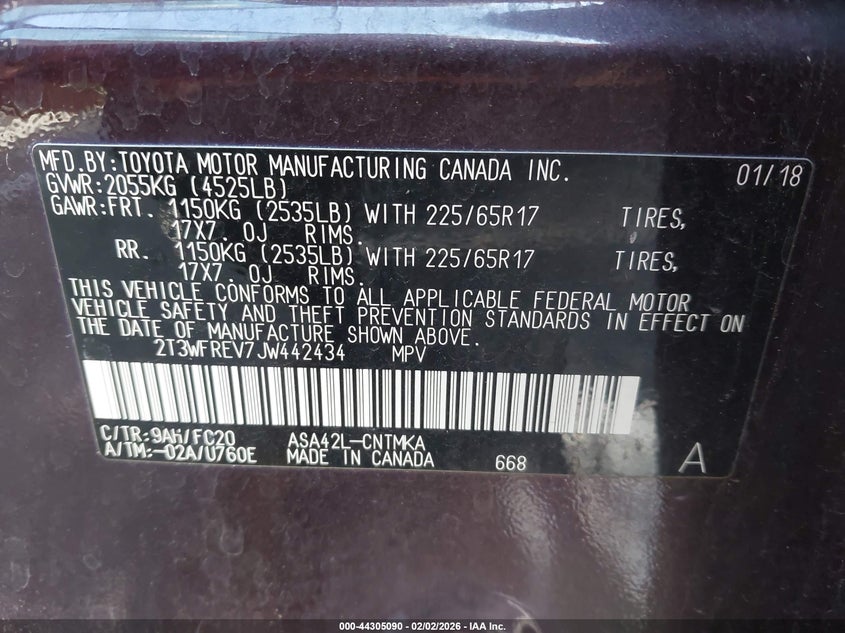 MFD.BY:TOYOTA MOTOR MANUFACTURING CANADA INC. 01/18
GVWR:2055KG (4525LB)
GAWR:FRT. 1150KG (2535LB) WITH 225/65R17 TIRES,
17X7.0J RIMS.
RR. 1150KG (2535LB) WITH 225/65R17 TIRES,
17X7.0J RIMS.
THIS VEHICLE CONFORMS TO ALL APPLICABLE FEDERAL MOTOR
VEHICLE SAFETY AND THEFT PREVENTION STANDARDS IN EFFECT ON
THE DATE OF MANUFACTURE SHOWN ABOVE.
2T3WFREV7JW442434 MPV
C/TR:9AH/FC20 ASA42L-CNTMKA
A/TM:-02A/U760E MADE IN CANADA 668 A
000-44305090 - 02/02/2026 - IAA Inc.